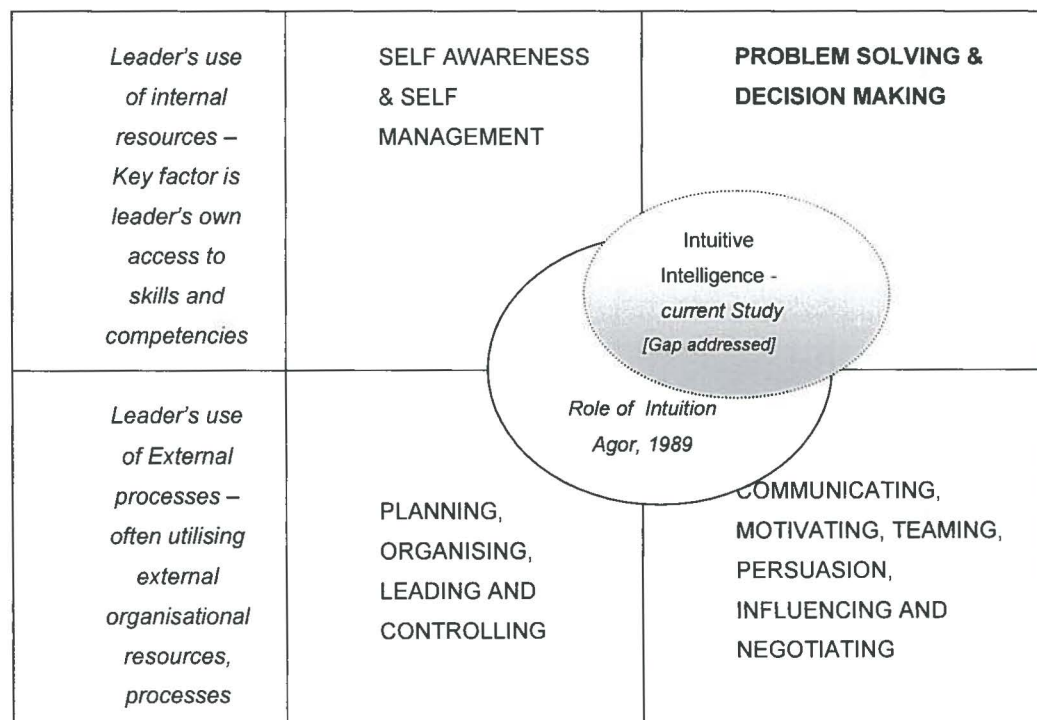 Leader's use
of internal
resources –
Key factor is
leader's own
access to
skills and
competencies
SELF AWARENESS
& SELF
MANAGEMENT
PROBLEM SOLVING &
DECISION MAKING
Intuitive
Intelligence -
current Study
[Gap addressed]
Role of Intuition
Agor, 1989
Leader's use
of External
processes –
often utilising
external
organisational
resources,
processes
PLANNING,
ORGANISING,
LEADING AND
CONTROLLING
COMMUNICATING,
MOTIVATING, TEAMING,
PERSUASION,
INFLUENCING AND
NEGOTIATING